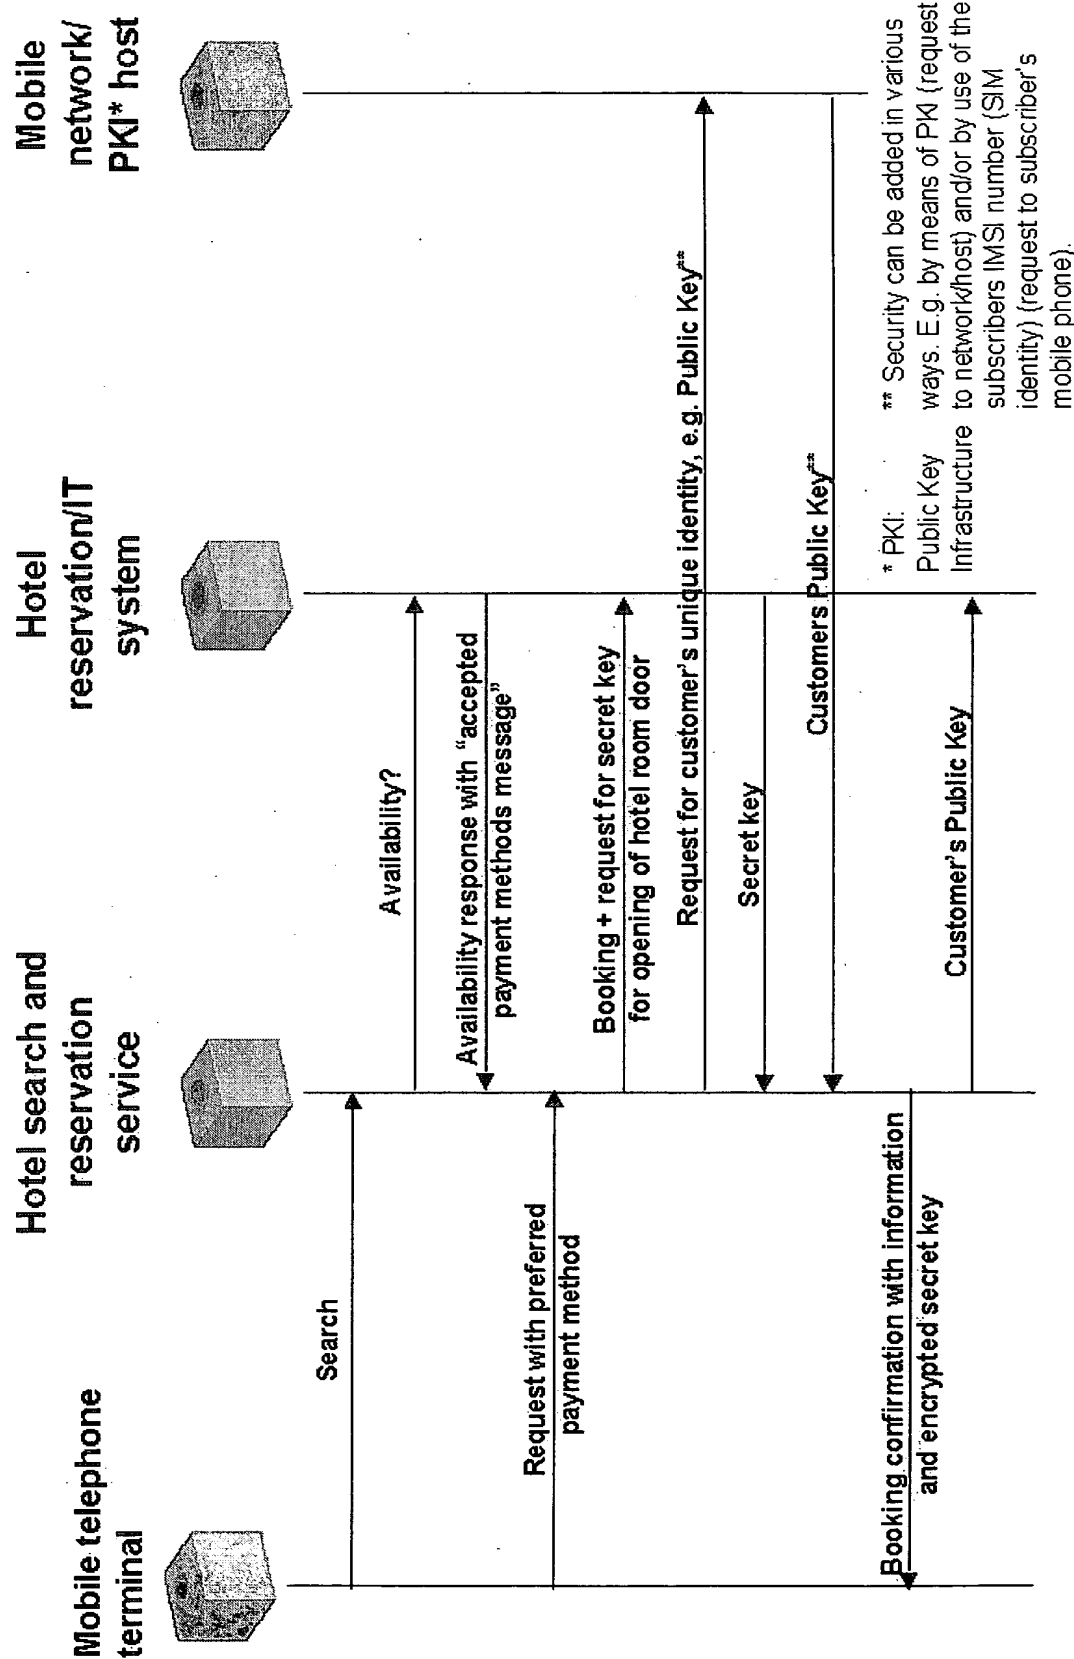 Mobile telephone
terminal
Hotel search and
reservation
service
Hotel
reservation/IT
system
Mobile
network/
PKI* host
Search
Availability?
Availability response with “accepted
payment methods message”
Request with preferred
payment method
Booking + request for secret key
for opening of hotel room door
Request for customer's unique identity, e.g. Public Key**
Secret key
Customers Public Key**
Booking confirmation with information
and encrypted secret key
Customer's Public Key
* PKI:
Public Key
Infrastructure
** Security can be added in various
ways. E.g. by means of PKI (request
to network/host) and/or by use of the
subscribers IMSI number (SIM
identity) (request to subscriber's
mobile phone).